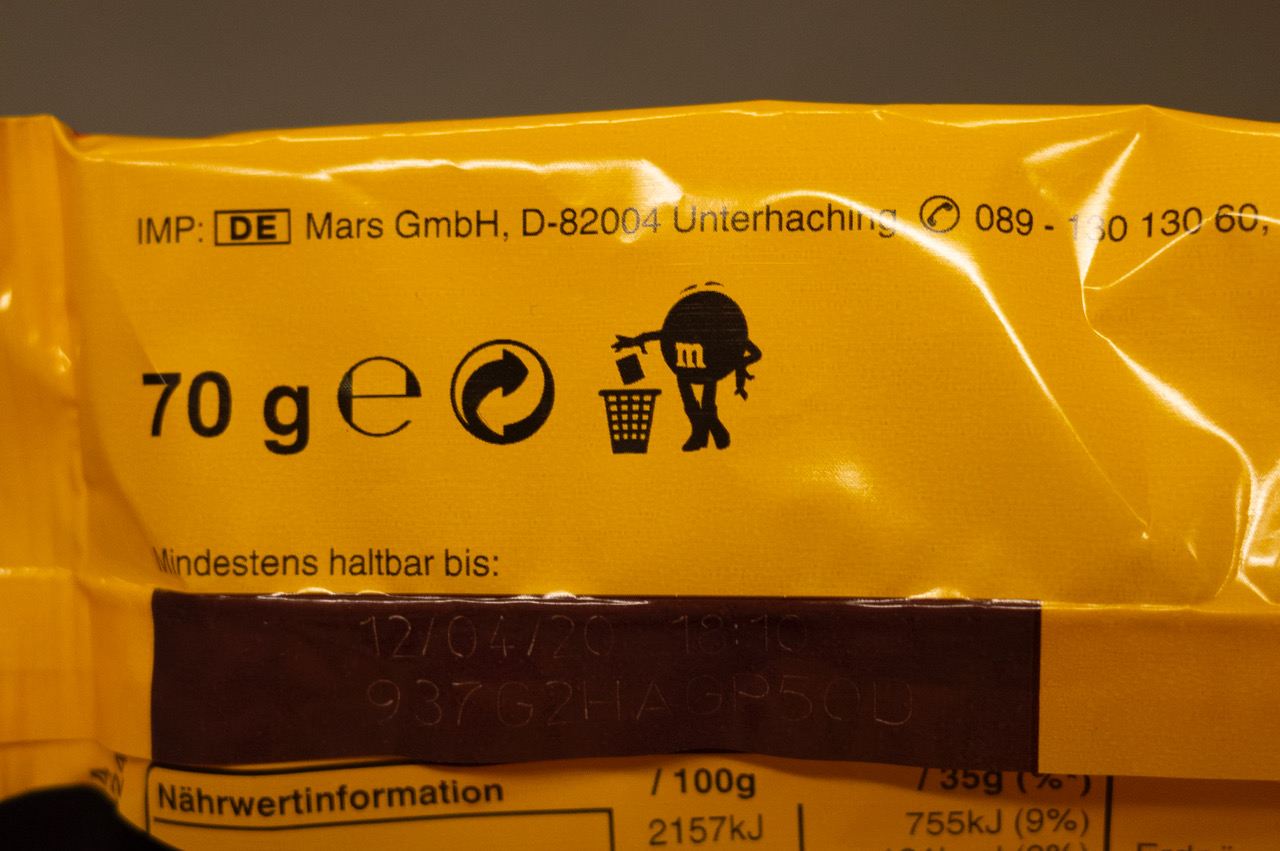 IMP: DE Mars GmbH, D-82004 Unterhaching ✆ 089 - 130 130 60,
70 g ℮
m
Mindestens haltbar bis:
12/04/20 18:10
937G2HAGP50D
Nährwertinformation / 100g / 35g (%*)
2157kJ 755kJ (9%)